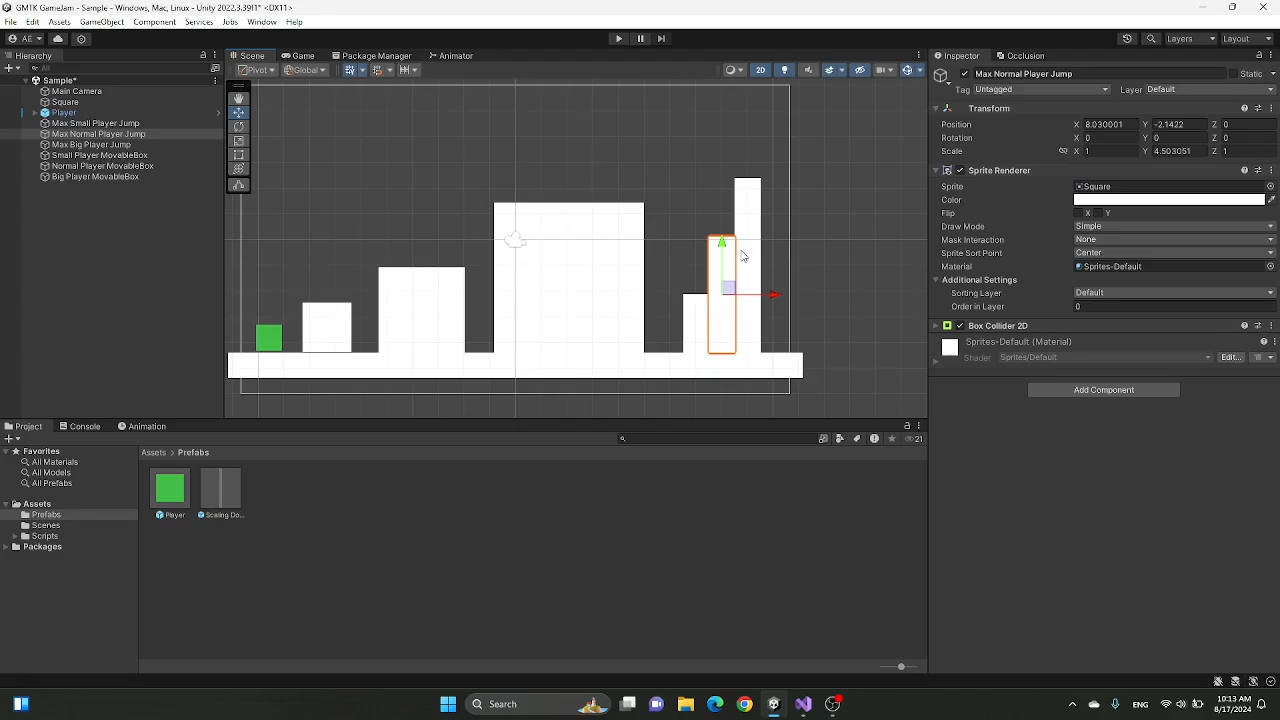 GMTK GameJam - Sample - Windows, Mac, Linux - Unity 2022.3.39f1* <DX11>
File Edit Assets GameObject Component Services Jobs Window Help
AE Layers Layout
Hierarchy
All
Sample*
Main Camera
Square
Player
Max Small Player Jump
Max Normal Player Jump
Max Big Player Jump
Small Player MovableBox
Normal Player MovableBox
Big Player MovableBox
Scene Game Package Manager Animator
Pivot Global 2D
Inspector Occlusion
Max Normal Player Jump Static
Tag Untagged Layer Default
Transform
Position X 8.030001 Y -2.1422 Z 0
Rotation X 0 Y 0 Z 0
Scale X 1 Y 4.503051 Z 1
Sprite Renderer
Sprite Square
Color
Flip X Y
Draw Mode Simple
Mask Interaction None
Sprite Sort Point Center
Material Sprites-Default
Additional Settings
Sorting Layer Default
Order in Layer 0
Box Collider 2D
Sprites-Default (Material)
Shader Sprites/Default Edit...
Add Component
Project Console Animation
21
Favorites
All Materials
All Models
All Prefabs
Assets
Prefabs
Scenes
Scripts
Packages
Assets > Prefabs
Player Scaling Do...
Search
ENG
10:13 AM
8/17/2024